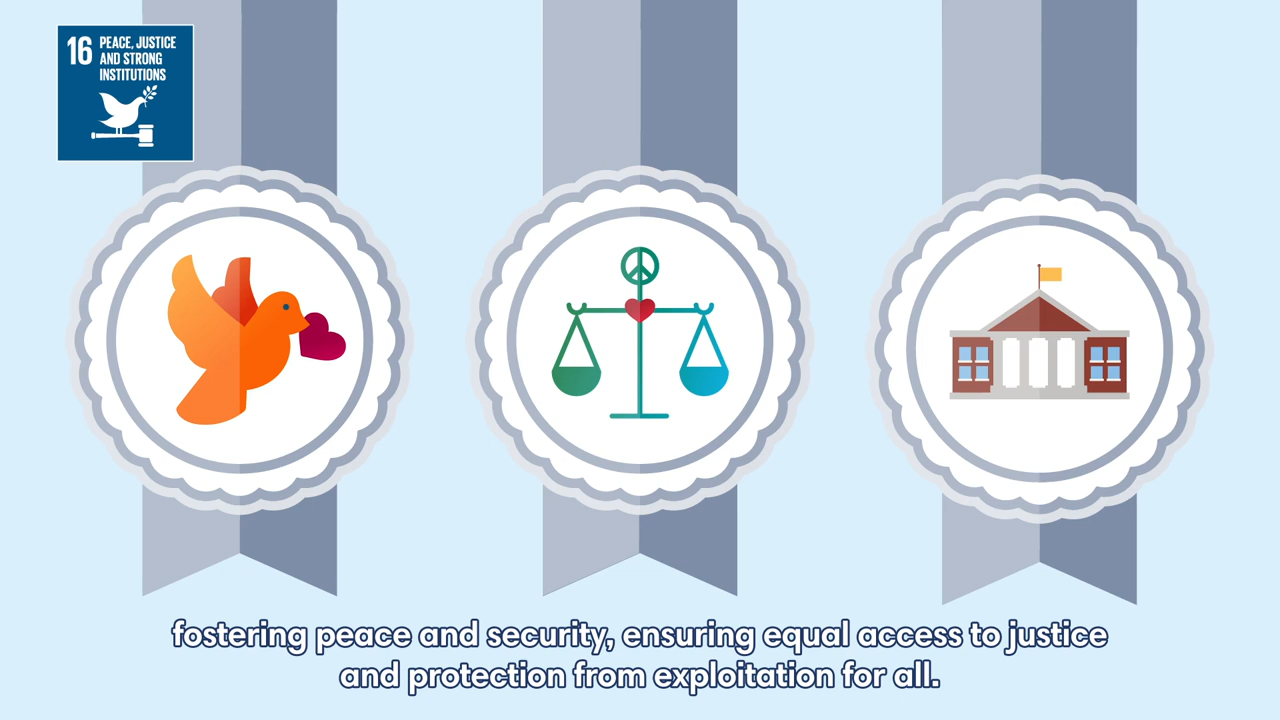 16 PEACE, JUSTICE
AND STRONG
INSTITUTIONS
fostering peace and security, ensuring equal access to justice
and protection from exploitation for all.